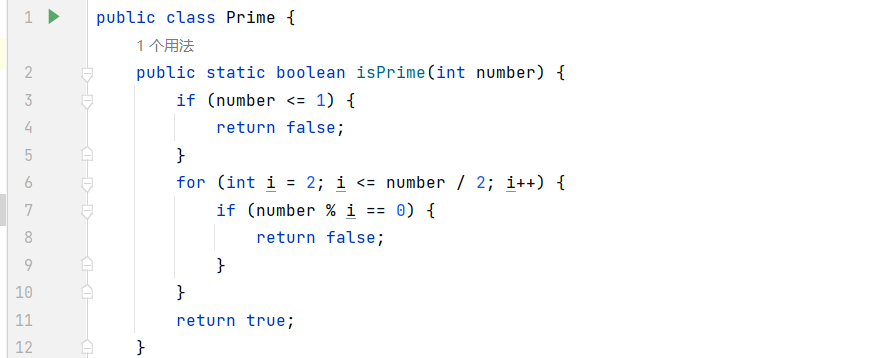 1 public class Prime {
1 个用法
2 public static boolean isPrime(int number) {
3 if (number <= 1) {
4 return false;
5 }
6 for (int i = 2; i <= number / 2; i++) {
7 if (number % i == 0) {
8 return false;
9 }
10 }
11 return true;
12 }